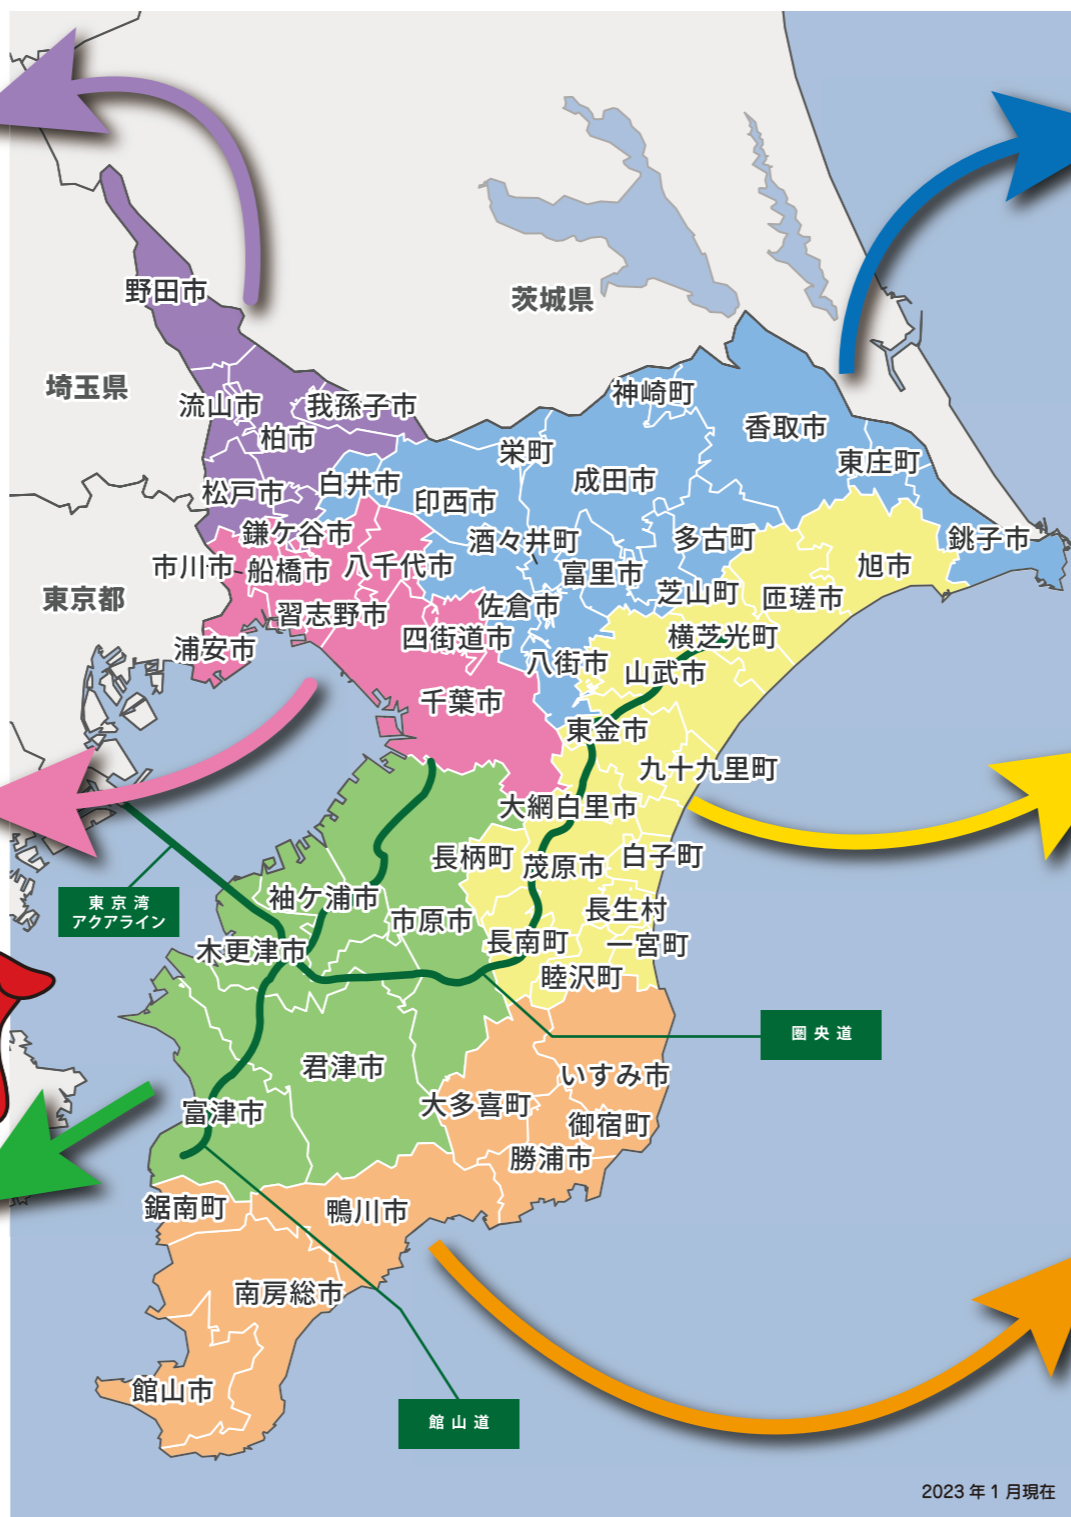 野田市
茨城県
埼玉県
流山市
我孫子市
柏市
神崎町
香取市
栄町
東庄町
成田市
松戸市
白井市
印西市
鎌ケ谷市
酒々井町
多古町
銚子市
市川市
船橋市
八千代市
富里市
旭市
東京都
芝山町
匝瑳市
習志野市
佐倉市
四街道市
横芝光町
浦安市
八街市
山武市
千葉市
東金市
九十九里町
大網白里市
長柄町
茂原市
白子町
東京湾
アクアライン
袖ケ浦市
市原市
長生村
木更津市
長南町
一宮町
睦沢町
圏央道
君津市
いすみ市
富津市
大多喜町
御宿町
勝浦市
鋸南町
鴨川市
南房総市
館山市
館山道
2023年1月現在